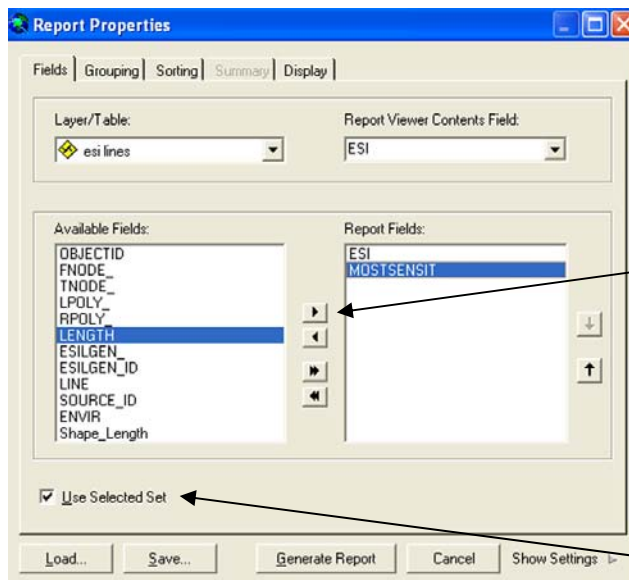 Report Properties
Fields Grouping Sorting Summary Display
Layer/Table: Report Viewer Contents Field:
esi lines ESI
Available Fields: Report Fields:
OBJECTID ESI
FNODE_ MOSTSENSIT
TNODE_
LPOLY_
RPOLY_
LENGTH
ESILGEN_
ESILGEN_ID
LINE
SOURCE_ID
ENVIR
Shape_Length
Use Selected Set
Load... Save... Generate Report Cancel Show Settings